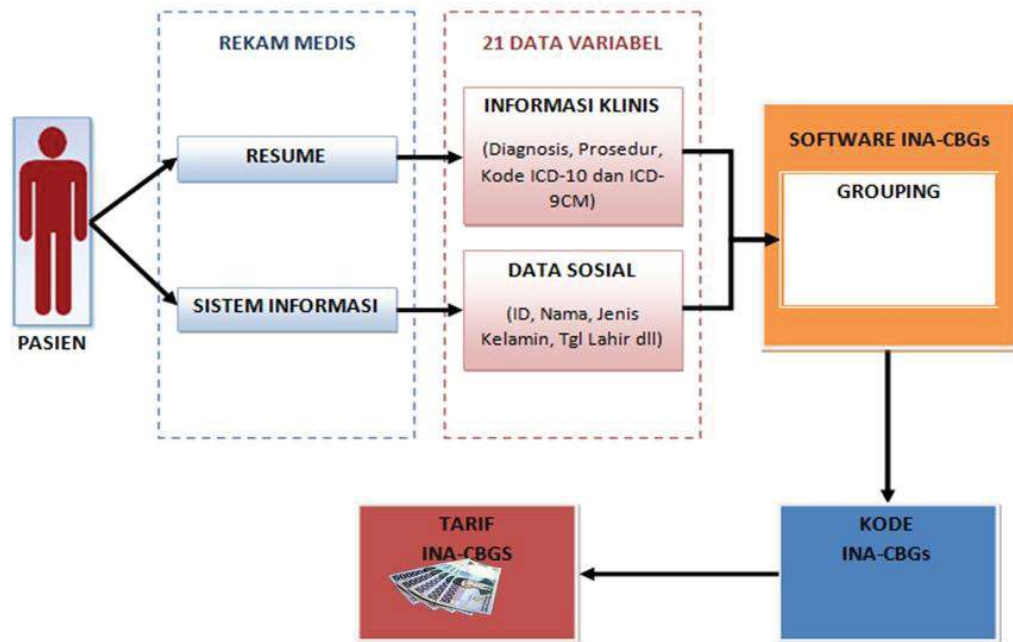 REKAM MEDIS
21 DATA VARIABEL
PASIEN
RESUME
SISTEM INFORMASI
INFORMASI KLINIS
(Diagnosis, Prosedur,
Kode ICD-10 dan ICD-
9CM)
DATA SOSIAL
(ID, Nama, Jenis
Kelamin, Tgl Lahir dll)
SOFTWARE INA-CBGs
GROUPING
KODE
INA-CBGs
TARIF
INA-CBGS